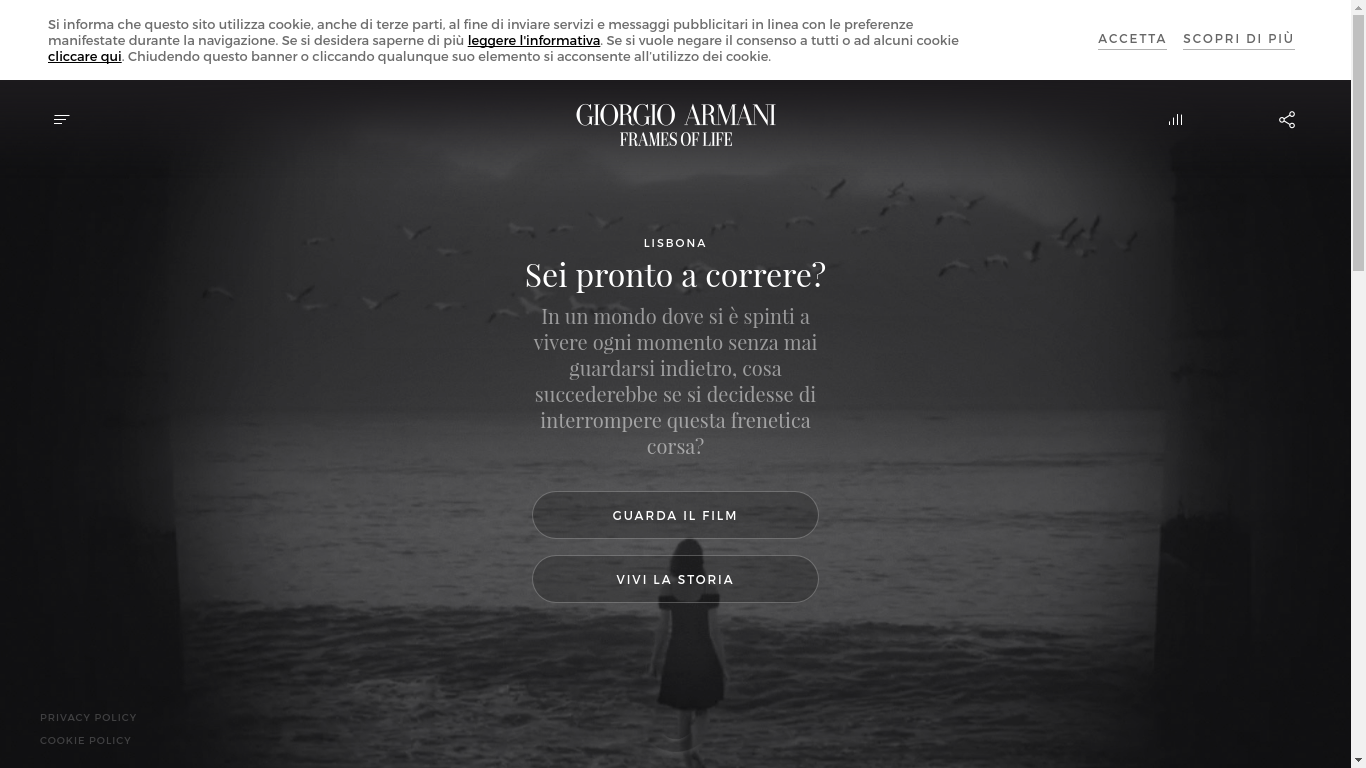 Si informa che questo sito utilizza cookie, anche di terze parti, al fine di inviare servizi e messaggi pubblicitari in linea con le preferenze
manifestate durante la navigazione. Se si desidera saperne di più leggere l'informativa. Se si vuole negare il consenso a tutti o ad alcuni cookie
cliccare qui. Chiudendo questo banner o cliccando qualunque suo elemento si acconsente all'utilizzo dei cookie.
ACCETTA
SCOPRI DI PIÙ
GIORGIO ARMANI
FRAMES OF LIFE
LISBONA
Sei pronto a correre?
In un mondo dove si è spinti a
vivere ogni momento senza mai
guardarsi indietro, cosa
succederebbe se si decidesse di
interrompere questa frenetica
corsa?
GUARDA IL FILM
VIVI LA STORIA
PRIVACY POLICY
COOKIE POLICY